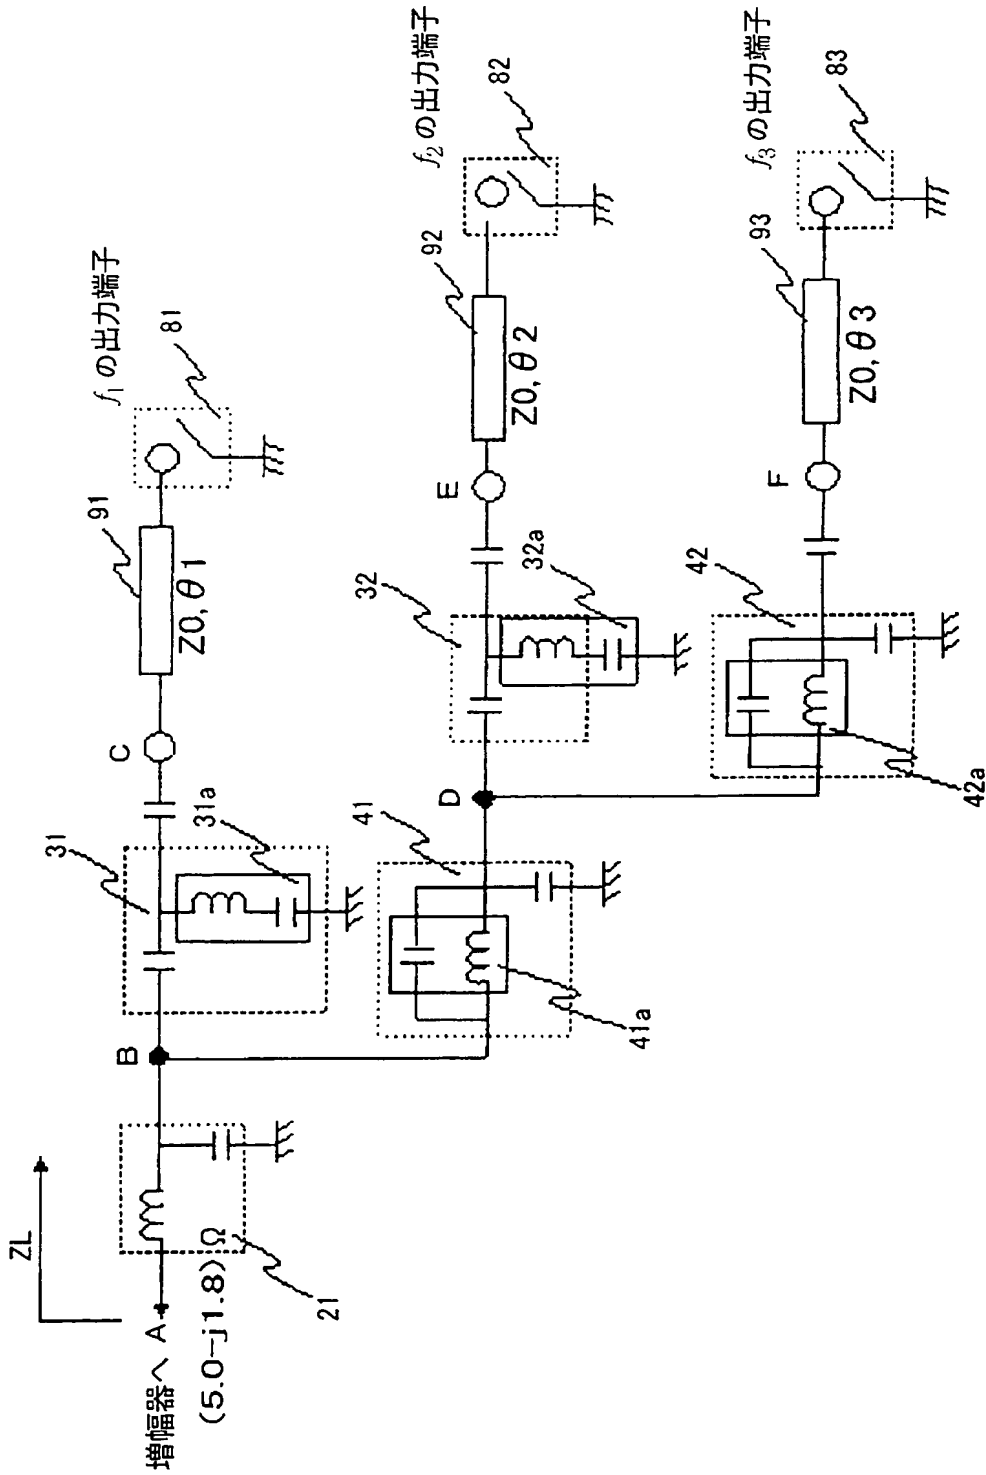 ZL
増幅器へ A
(5.0-j1.8)Ω
21
B
31
31a
C
91
Z0, θ1
f₁の出力端子
81
41
41a
D
32
32a
E
92
Z0, θ2
f₂の出力端子
82
42
42a
F
93
Z0, θ3
f₃の出力端子
83